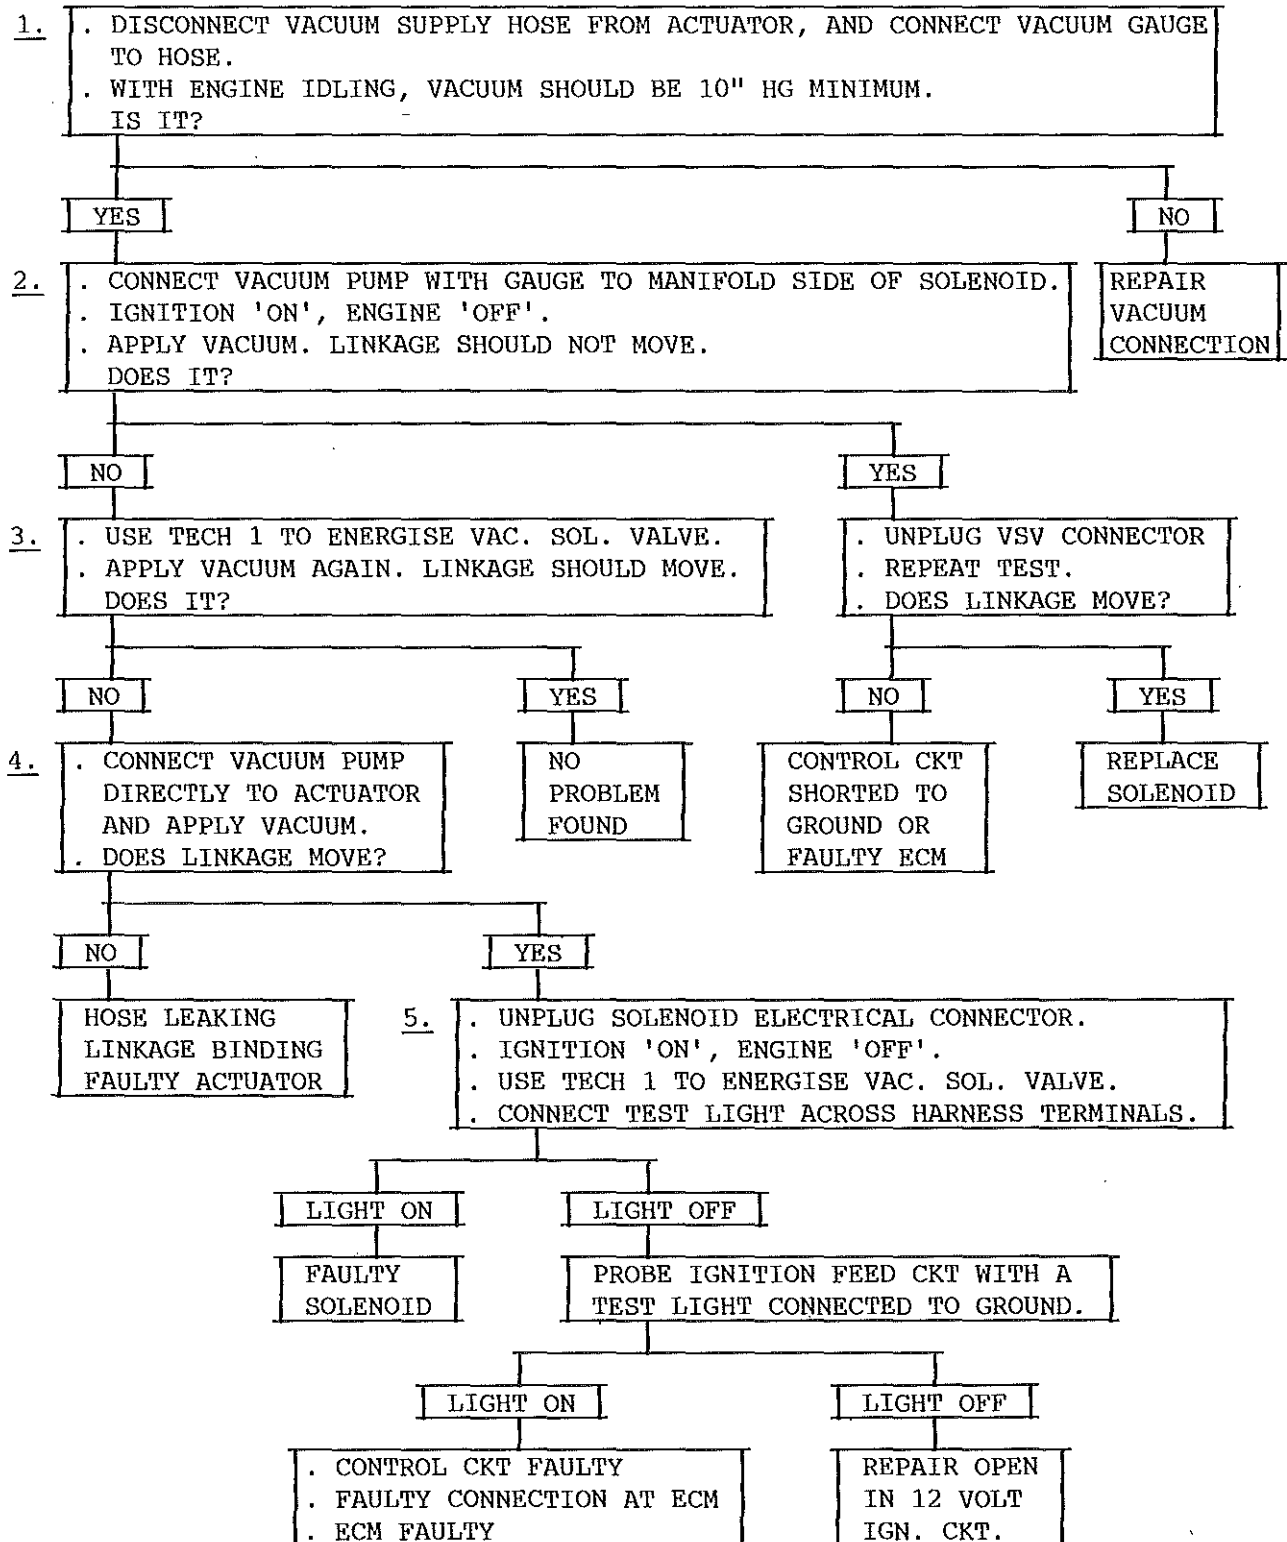 1. . DISCONNECT VACUUM SUPPLY HOSE FROM ACTUATOR, AND CONNECT VACUUM GAUGE
TO HOSE.
. WITH ENGINE IDLING, VACUUM SHOULD BE 10" HG MINIMUM.
IS IT?
YES
NO
2. . CONNECT VACUUM PUMP WITH GAUGE TO MANIFOLD SIDE OF SOLENOID.
. IGNITION 'ON', ENGINE 'OFF'.
. APPLY VACUUM. LINKAGE SHOULD NOT MOVE.
DOES IT?
REPAIR
VACUUM
CONNECTION
NO
YES
3. . USE TECH 1 TO ENERGISE VAC. SOL. VALVE.
. APPLY VACUUM AGAIN. LINKAGE SHOULD MOVE.
DOES IT?
. UNPLUG VSV CONNECTOR
. REPEAT TEST.
. DOES LINKAGE MOVE?
NO
YES
NO
YES
4. . CONNECT VACUUM PUMP
DIRECTLY TO ACTUATOR
AND APPLY VACUUM.
. DOES LINKAGE MOVE?
NO
PROBLEM
FOUND
CONTROL CKT
SHORTED TO
GROUND OR
FAULTY ECM
REPLACE
SOLENOID
NO
YES
HOSE LEAKING
LINKAGE BINDING
FAULTY ACTUATOR
5. . UNPLUG SOLENOID ELECTRICAL CONNECTOR.
. IGNITION 'ON', ENGINE 'OFF'.
. USE TECH 1 TO ENERGISE VAC. SOL. VALVE.
. CONNECT TEST LIGHT ACROSS HARNESS TERMINALS.
LIGHT ON
LIGHT OFF
FAULTY
SOLENOID
PROBE IGNITION FEED CKT WITH A
TEST LIGHT CONNECTED TO GROUND.
LIGHT ON
LIGHT OFF
. CONTROL CKT FAULTY
. FAULTY CONNECTION AT ECM
. ECM FAULTY
REPAIR OPEN
IN 12 VOLT
IGN. CKT.